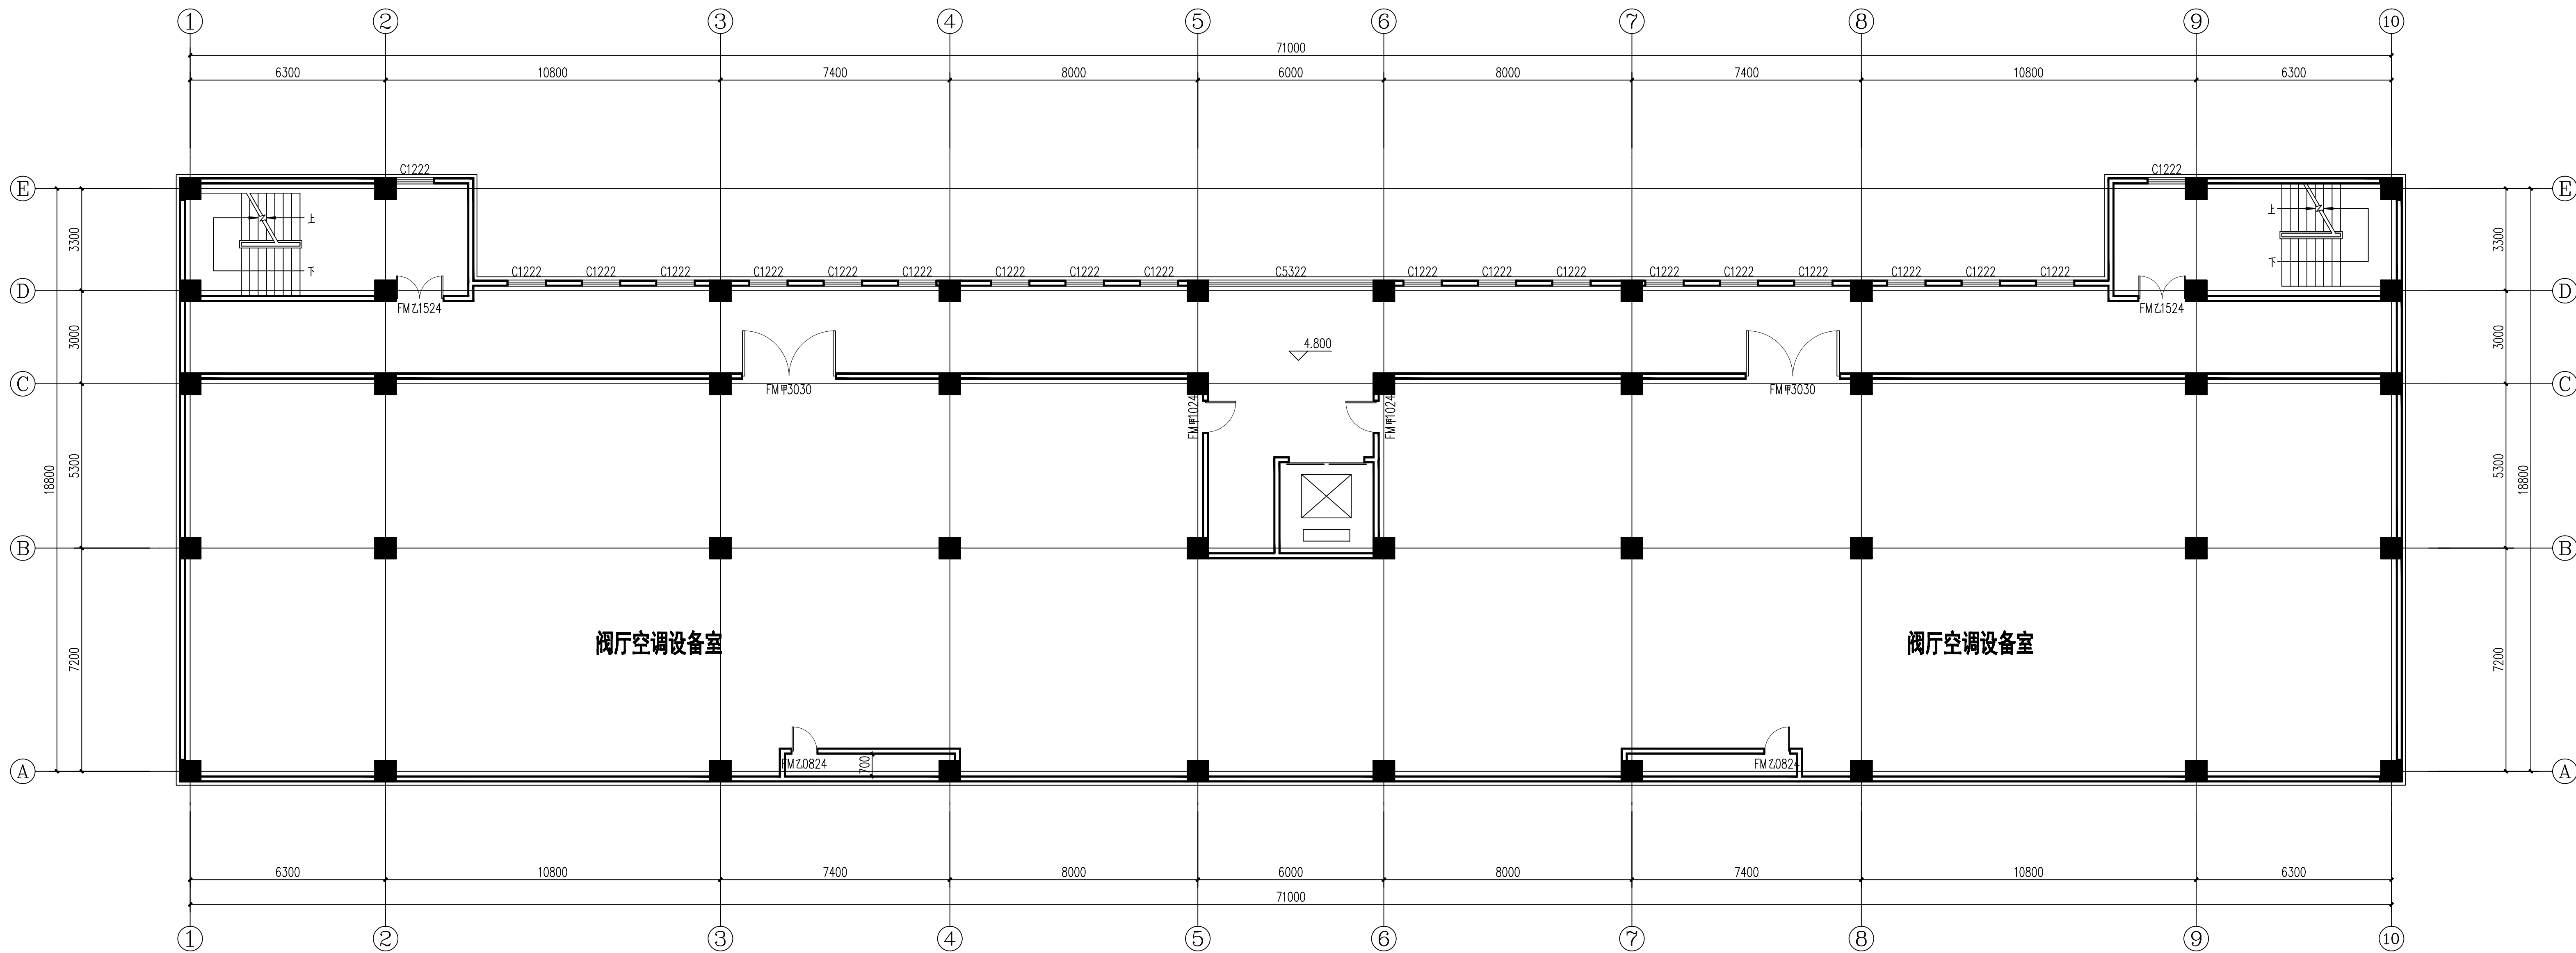 1 2 3 4 5 6 7 8 9 10
71000
6300 10800 7400 8000 6000 8000 7400 10800 6300
C1222 C1222
E E
上 上
3300 3300
下 下
C1222 C1222 C1222 C1222 C1222 C1222 C1222 C1222 C1222 C5322 C1222 C1222 C1222 C1222 C1222 C1222 C1222 C1222 C1222
D D
FM乙1524 FM乙1524
3000 3000
4.800
C C
FM甲3030 FM甲3030
FM甲1024 FM甲1024
18800 5300 5300 18800
B B
阀厅空调设备室 阀厅空调设备室
7200 7200
FM乙0824 700 FM乙0824
A A
6300 10800 7400 8000 6000 8000 7400 10800 6300
71000
1 2 3 4 5 6 7 8 9 10